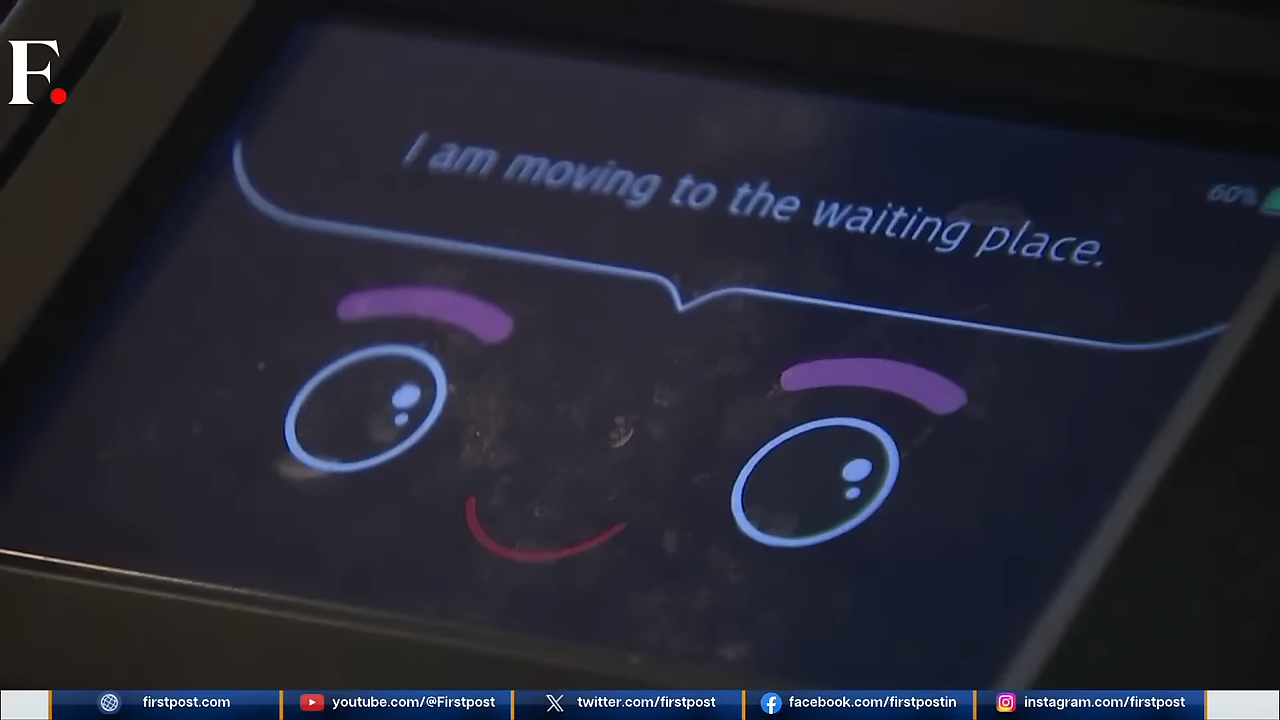 F.
I am moving to the waiting place.
60%
firstpost.com
youtube.com/@Firstpost
twitter.com/firstpost
facebook.com/firstpostin
instagram.com/firstpost